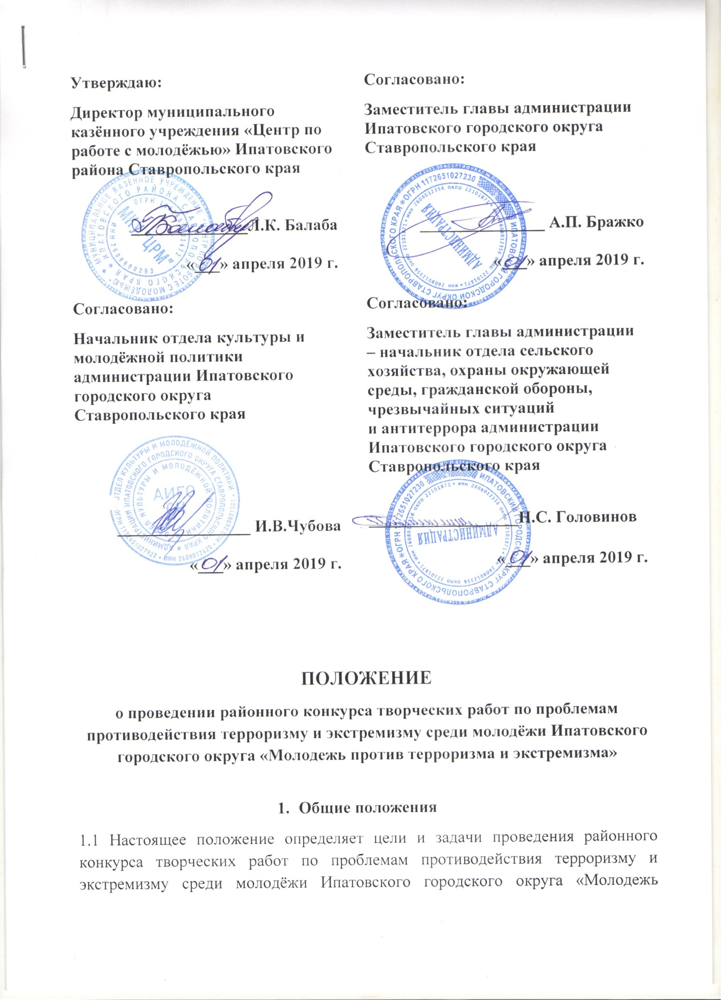 Утверждаю:
Директор муниципального
казённого учреждения «Центр по
работе с молодёжью» Ипатовского
района Ставропольского края
Л.К. Балаба
«01» апреля 2019 г.
Согласовано:
Заместитель главы администрации
Ипатовского городского округа
Ставропольского края
А.П. Бражко
«01» апреля 2019 г.
Согласовано:
Начальник отдела культуры и
молодёжной политики
администрации Ипатовского
городского округа
Ставропольского края
И.В.Чубова
«01» апреля 2019 г.
Согласовано:
Заместитель главы администрации
– начальник отдела сельского
хозяйства, охраны окружающей
среды, гражданской обороны,
чрезвычайных ситуаций
и антитеррора администрации
Ипатовского городского округа
Ставропольского края
Н.С. Головинов
«01» апреля 2019 г.
ПОЛОЖЕНИЕ
о проведении районного конкурса творческих работ по проблемам
противодействия терроризму и экстремизму среди молодёжи Ипатовского
городского округа «Молодежь против терроризма и экстремизма»
1. Общие положения
1.1 Настоящее положение определяет цели и задачи проведения районного
конкурса творческих работ по проблемам противодействия терроризму и
экстремизму среди молодёжи Ипатовского городского округа «Молодежь